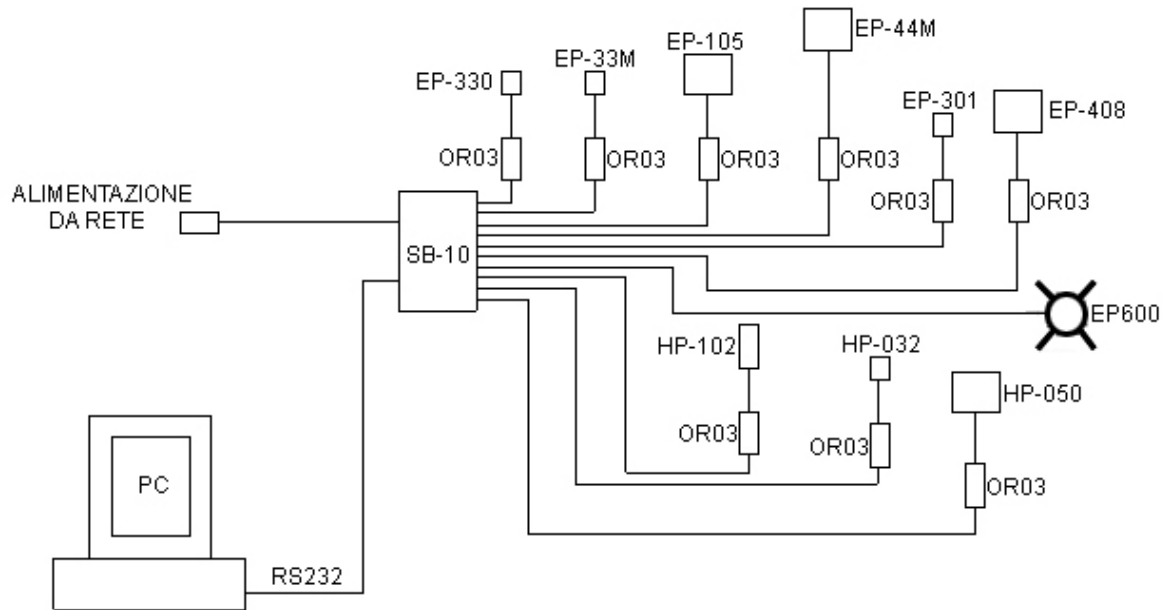 EP-44M
EP-105
EP-33M
EP-330
EP-301
EP-408
OR03
OR03
OR03
OR03
OR03
OR03
ALIMENTAZIONE
DA RETE
SB-10
EP600
HP-102
HP-032
HP-050
OR03
OR03
OR03
PC
RS232